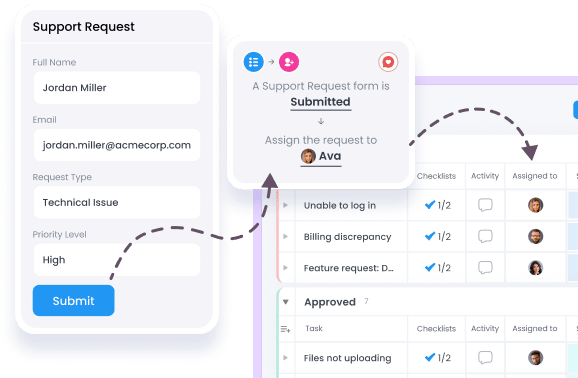 Support Request
Full Name
Jordan Miller
Email
jordan.miller@acmecorp.com
Request Type
Technical Issue
Priority Level
High
Submit
A Support Request form is
Submitted
Assign the request to
Ava
Checklists Activity Assigned to
Unable to log in 1/2
Billing discrepancy 1/2
Feature request: D... 1/2
Approved 7
Task Checklists Activity Assigned to
Files not uploading 1/2